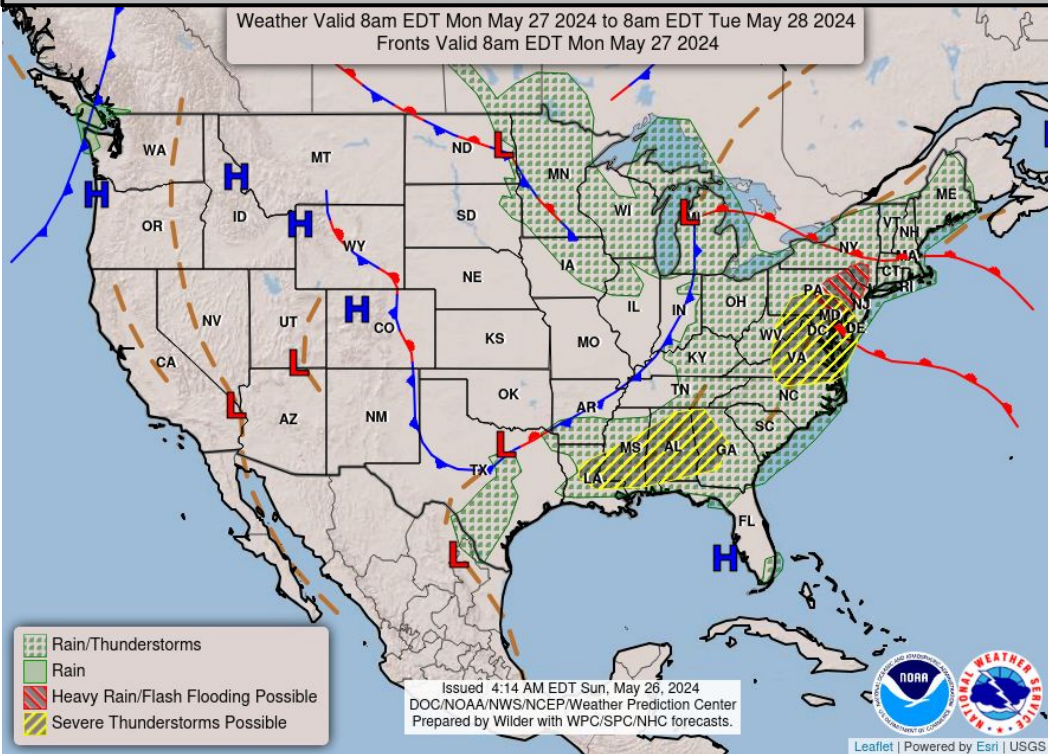 Weather Valid 8am EDT Mon May 27 2024 to 8am EDT Tue May 28 2024
Fronts Valid 8am EDT Mon May 27 2024
WA
MT
ND
L
MN
ME
H
H
OR
ID
H
WY
SD
WI
L
MI
VT
NH
NY
MA
CT
RI
IA
NE
PA
NJ
OH
IN
IL
NV
UT
H
CO
KS
MO
WV
MD
DC
DE
VA
KY
CA
L
TN
NC
L
AZ
NM
OK
AR
SC
L
TX
MS
AL
GA
LA
FL
L
H
Rain/Thunderstorms
Rain
Heavy Rain/Flash Flooding Possible
Severe Thunderstorms Possible
Issued 4:14 AM EDT Sun, May 26, 2024
DOC/NOAA/NWS/NCEP/Weather Prediction Center
Prepared by Wilder with WPC/SPC/NHC forecasts.
NOAA
NATIONAL WEATHER SERVICE
Leaflet | Powered by Esri | USGS